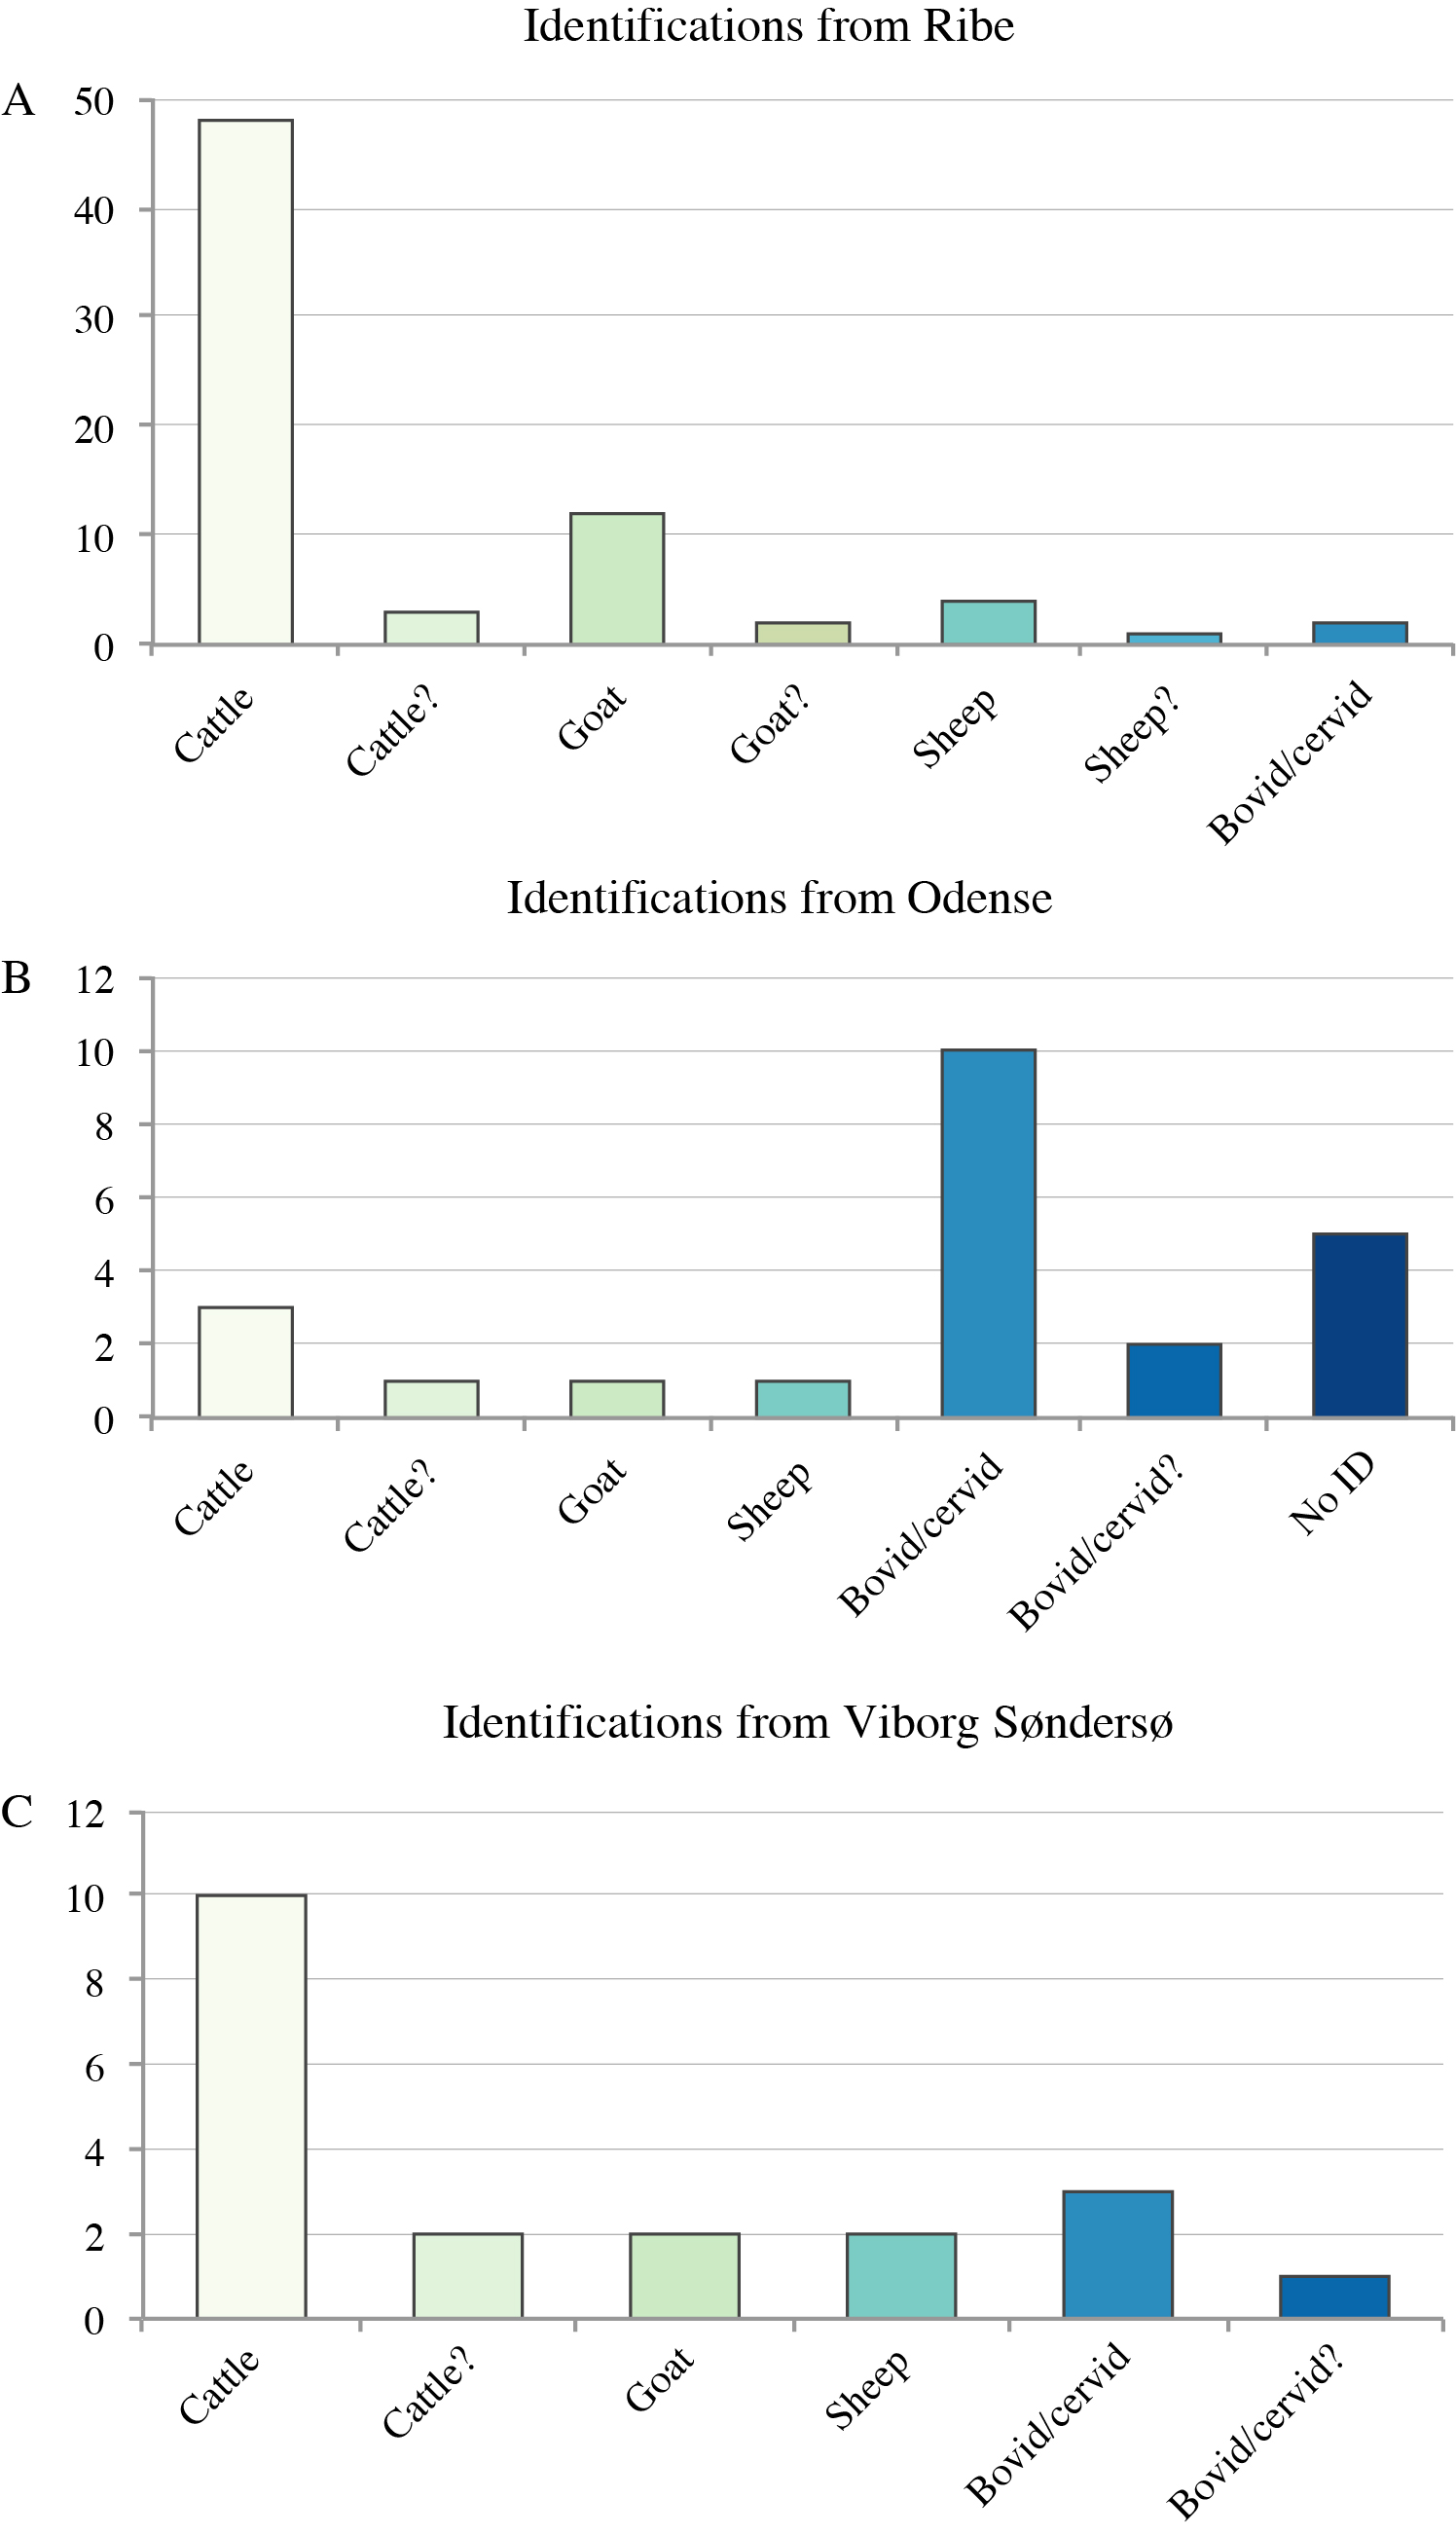 Identifications from Ribe
A
50
40
30
20
10
0
Cattle
Cattle?
Goat
Goat?
Sheep
Sheep?
Bovid/cervid
Identifications from Odense
B
12
10
8
6
4
2
0
Cattle
Cattle?
Goat
Sheep
Bovid/cervid
Bovid/cervid?
No ID
Identifications from Viborg Søndersø
C
12
10
8
6
4
2
0
Cattle
Cattle?
Goat
Sheep
Bovid/cervid
Bovid/cervid?